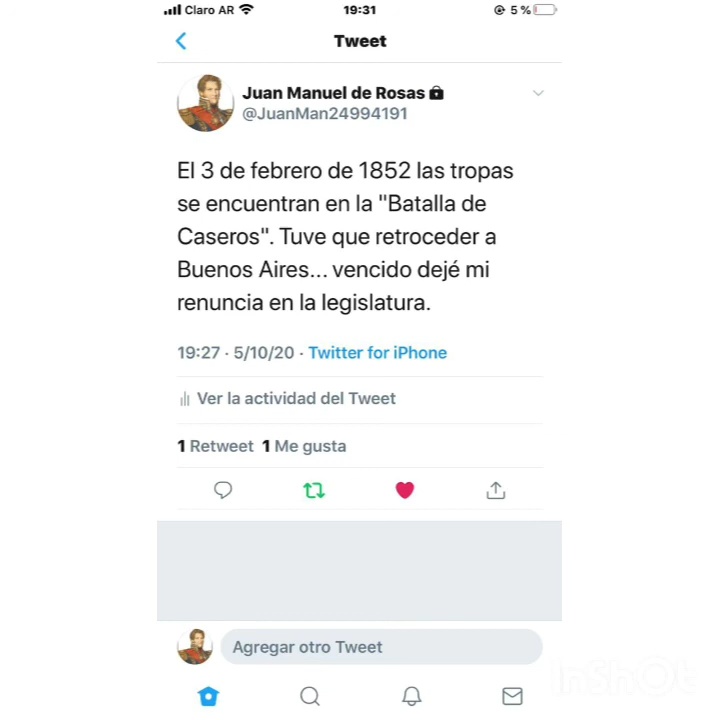 Claro AR 19:31 5 %
Tweet
Juan Manuel de Rosas
@JuanMan24994191
El 3 de febrero de 1852 las tropas
se encuentran en la "Batalla de
Caseros". Tuve que retroceder a
Buenos Aires... vencido dejé mi
renuncia en la legislatura.
19:27 · 5/10/20 · Twitter for iPhone
Ver la actividad del Tweet
1 Retweet 1 Me gusta
Agregar otro Tweet
InShOt